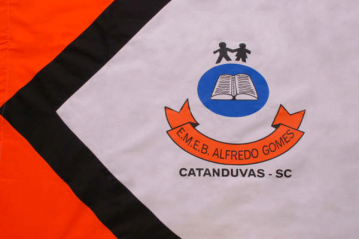 E.M.E.B. ALFREDO GOMES
CATANDUVAS - SC